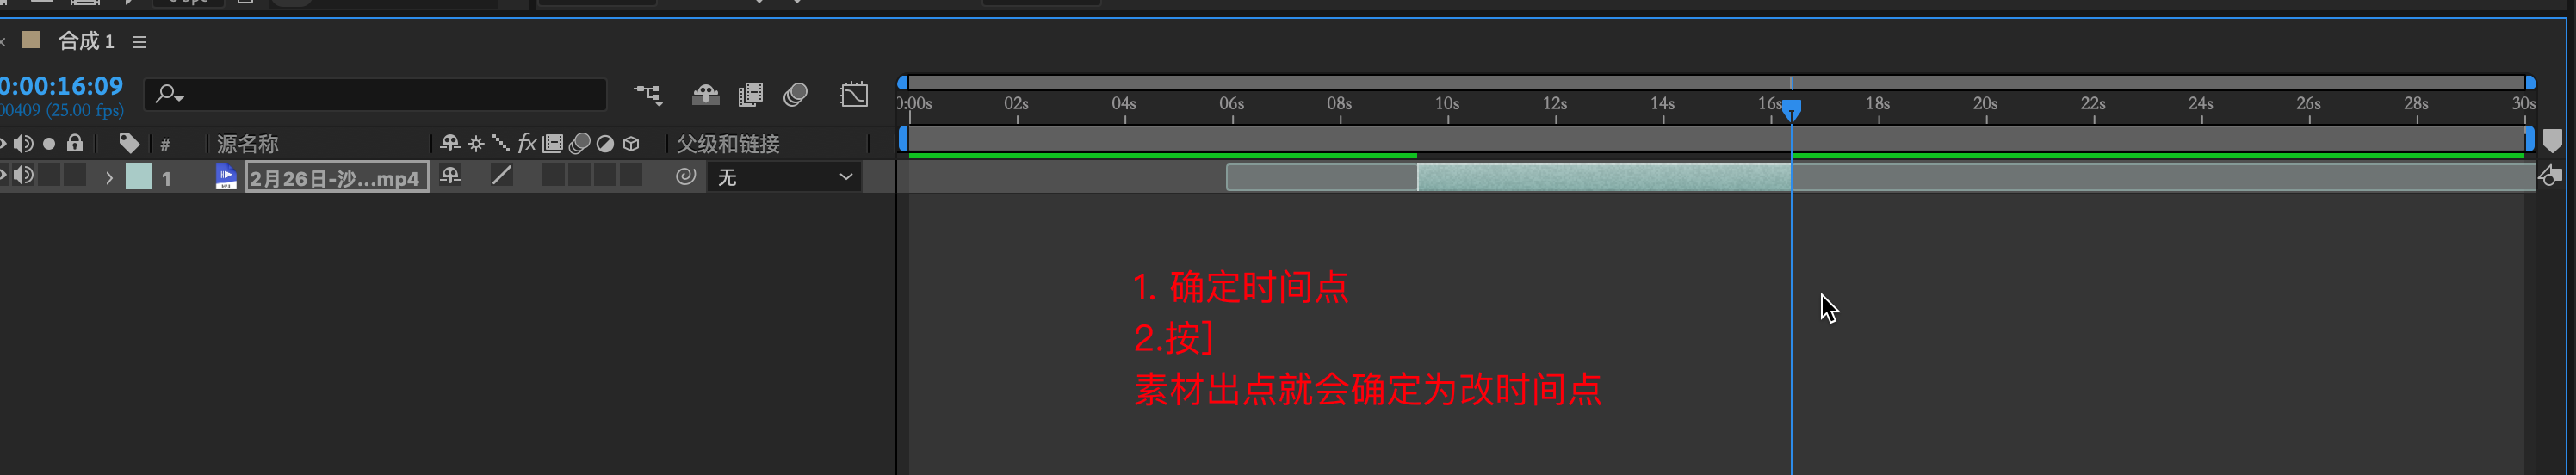 合成 1
0:00:16:09
00409 (25.00 fps)
0:00s 02s 04s 06s 08s 10s 12s 14s 16s 18s 20s 22s 24s 26s 28s 30s
# 源名称 fx 父级和链接
1 2月26日-沙...mp4 无
1. 确定时间点
2.按]
素材出点就会确定为改时间点